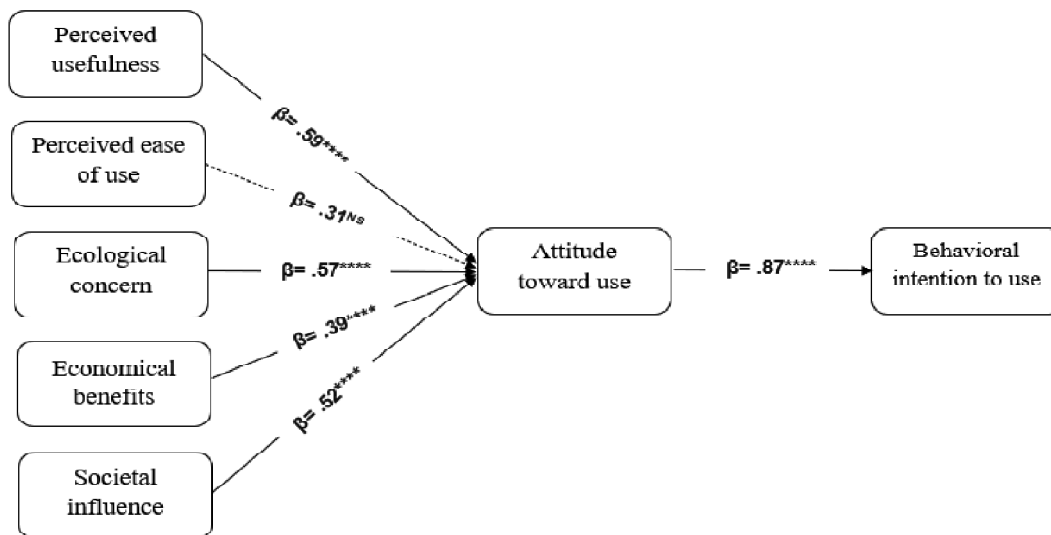 Perceived
usefulness
β= .59****
Perceived ease
of use
β= .31ᴺˢ
Ecological
concern
β= .57****
Attitude
toward use
β= .87****
Behavioral
intention to use
β= .39****
Economical
benefits
β= .52****
Societal
influence